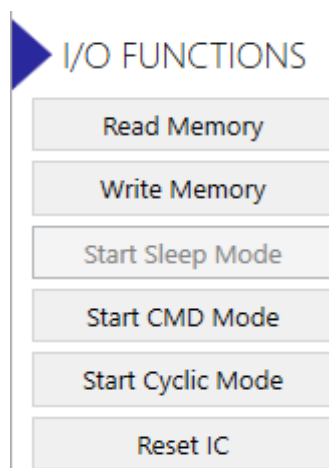 I/O FUNCTIONS
Read Memory
Write Memory
Start Sleep Mode
Start CMD Mode
Start Cyclic Mode
Reset IC